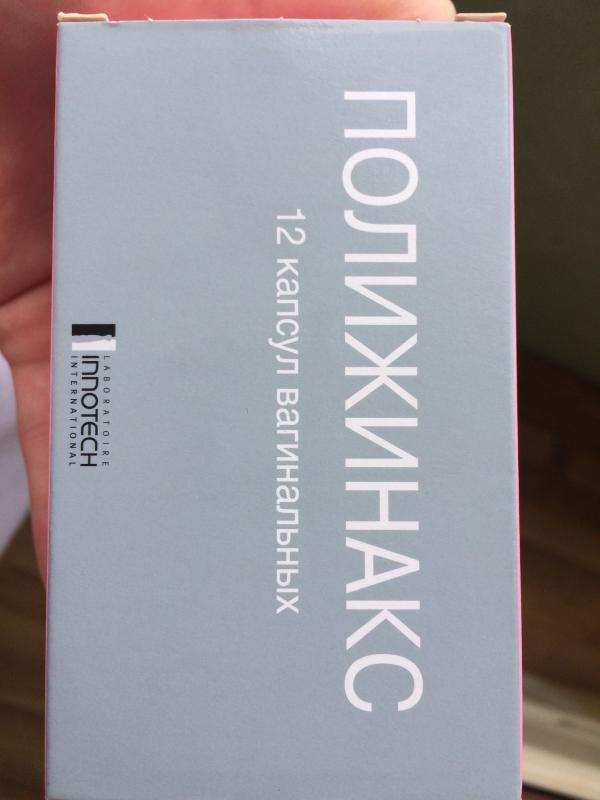 ПОЛИЖИНАКС
12 капсул вагинальных
LABORATOIRE
INNOTECH
INTERNATIONAL